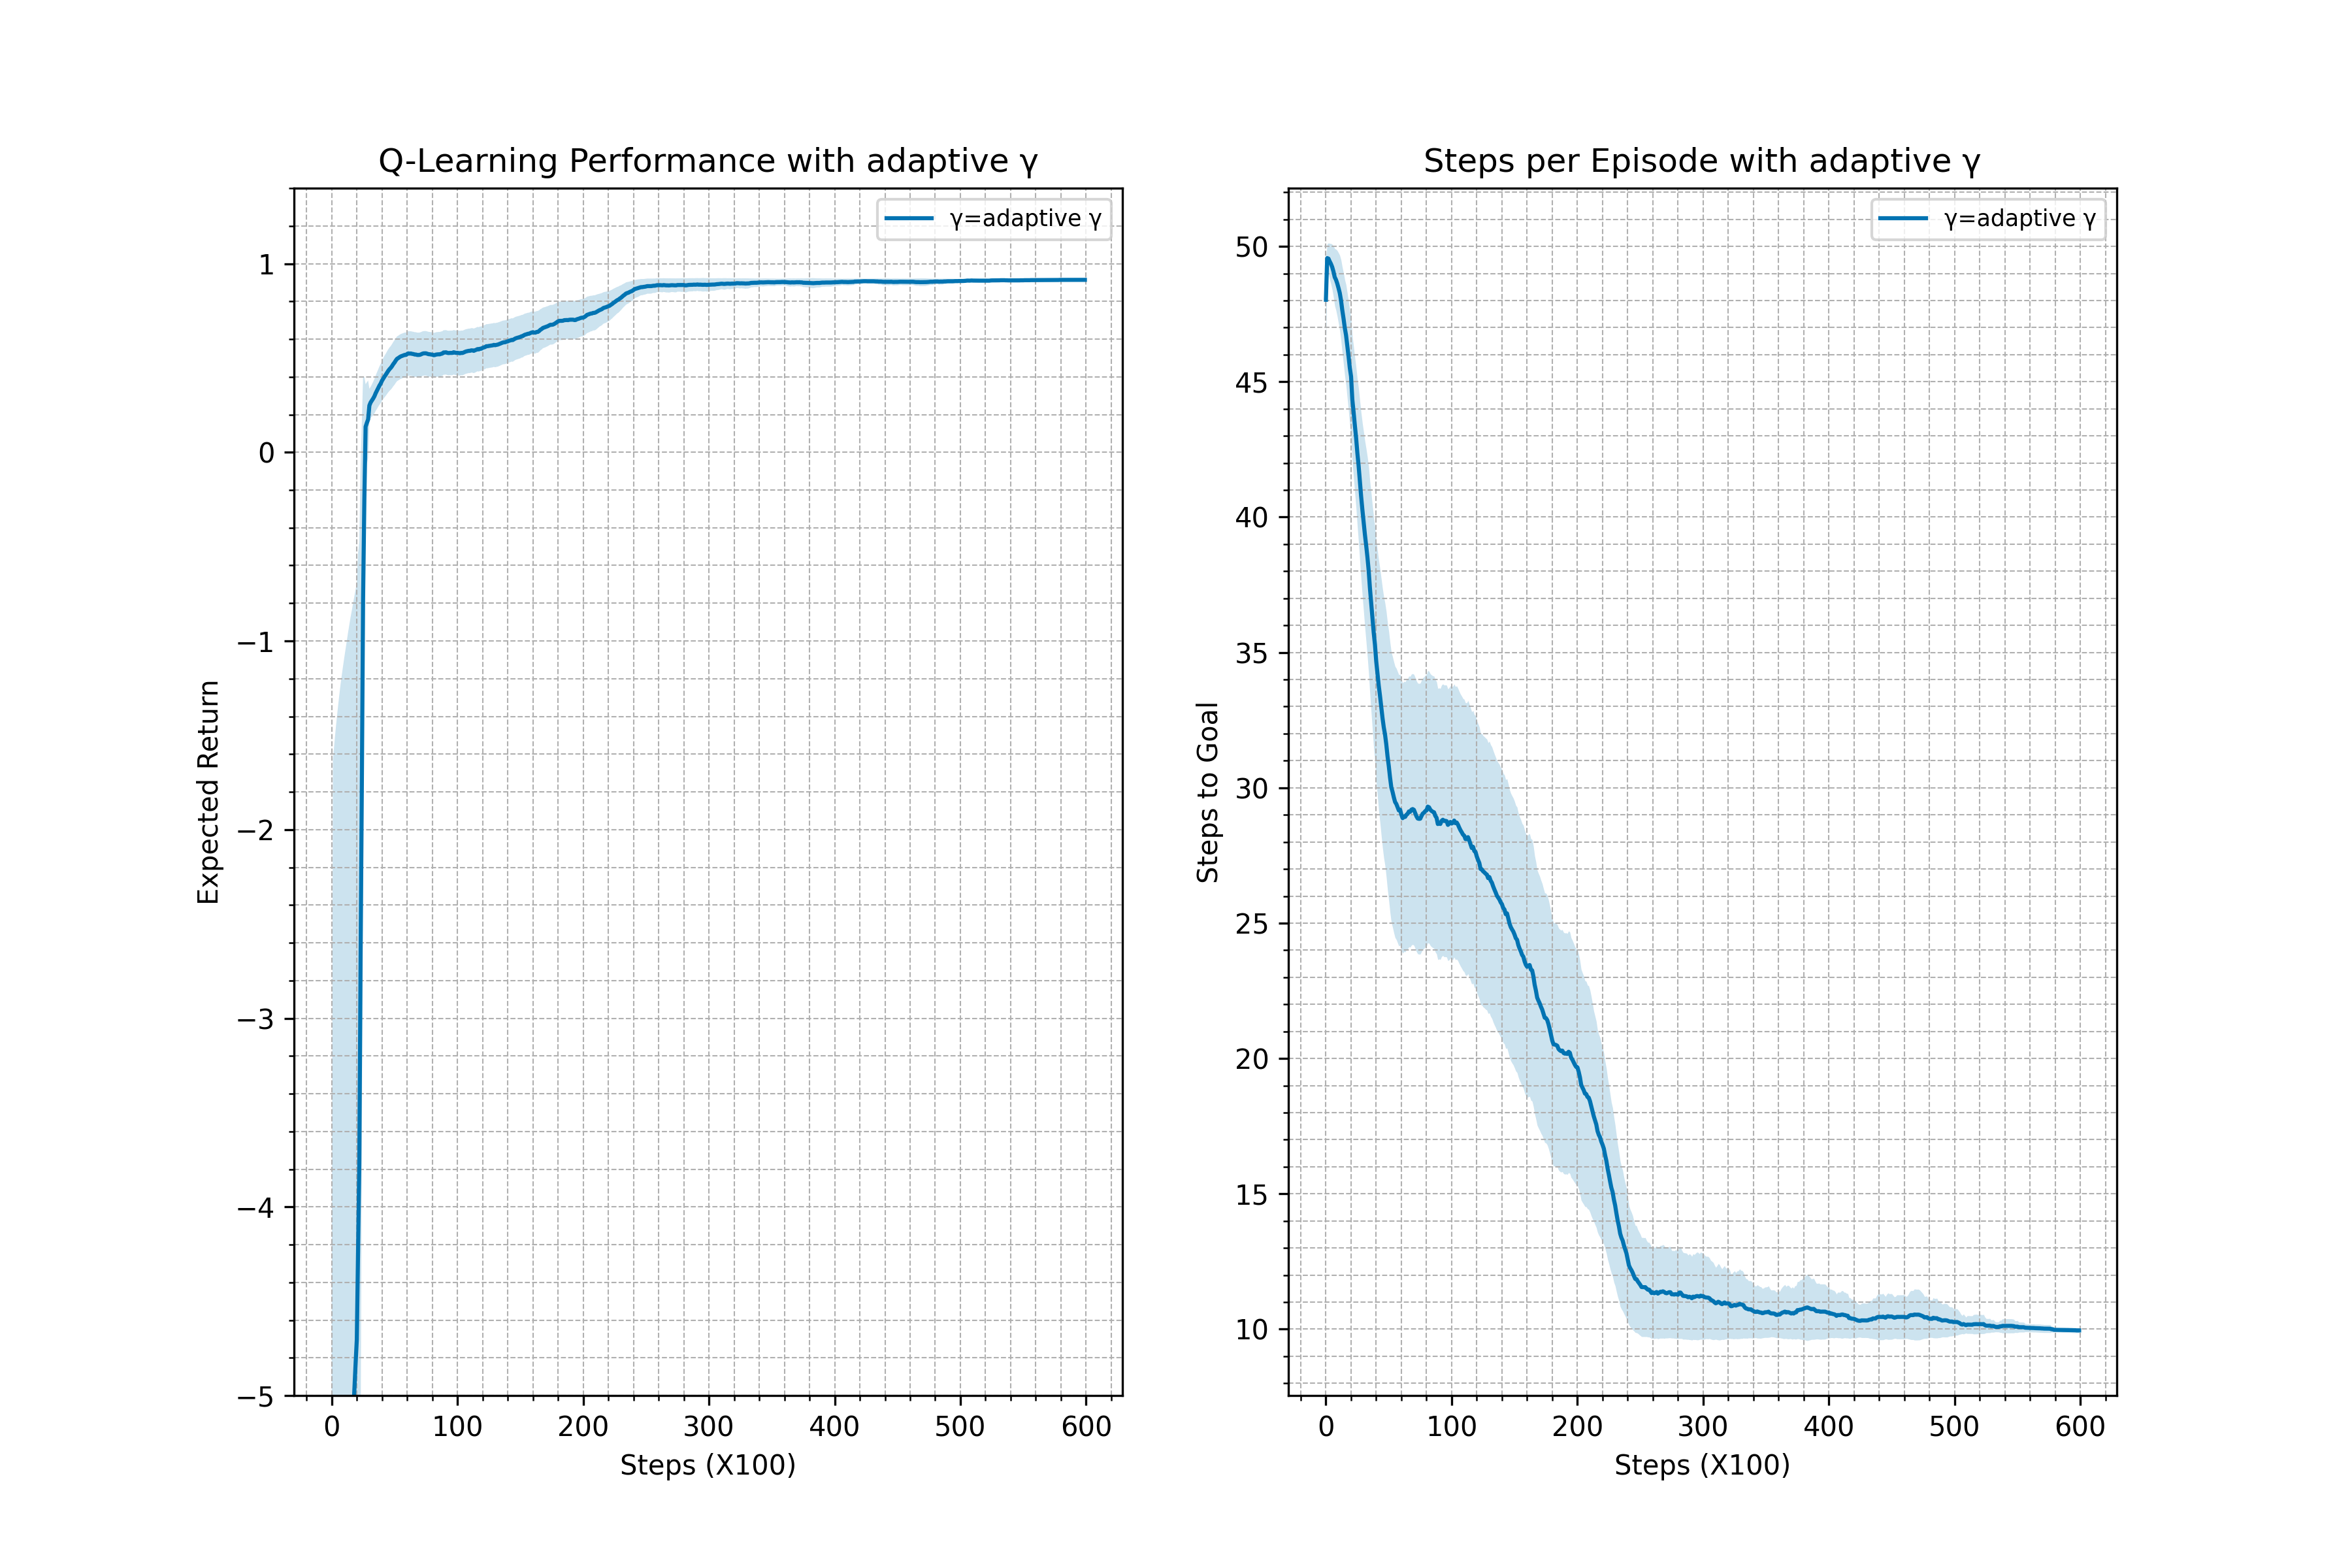 Q-Learning Performance with adaptive γ
γ=adaptive γ
Expected Return
1
0
−1
−2
−3
−4
−5
0 100 200 300 400 500 600
Steps (X100)
Steps per Episode with adaptive γ
γ=adaptive γ
Steps to Goal
50
45
40
35
30
25
20
15
10
0 100 200 300 400 500 600
Steps (X100)